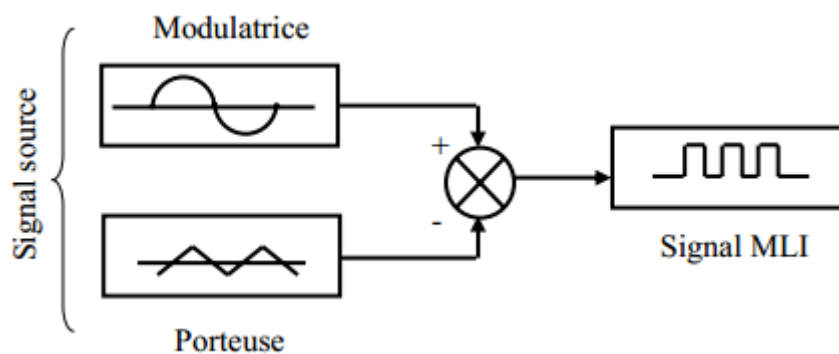 Modulatrice
Signal source
+
-
Signal MLI
Porteuse